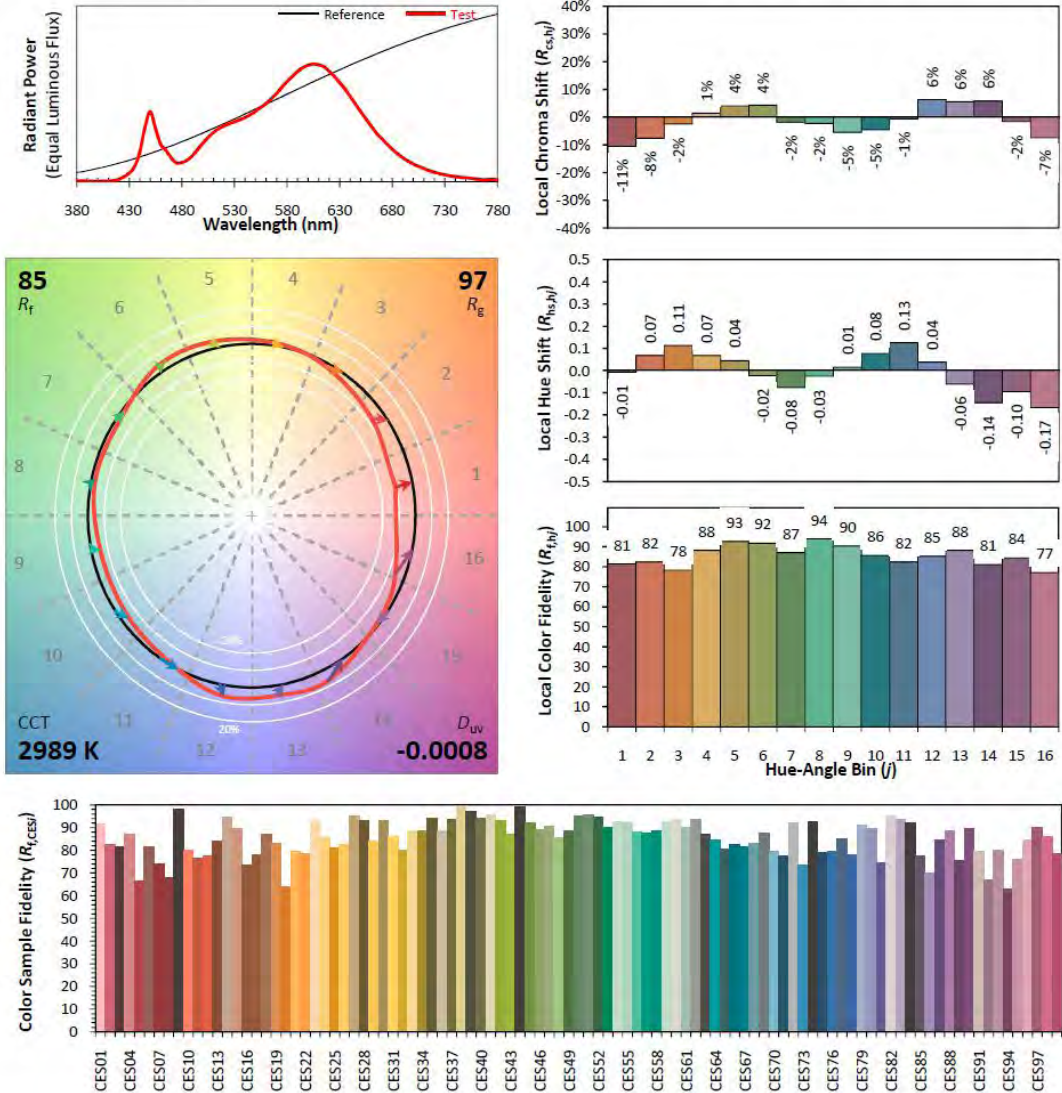 Reference Test
Radiant Power
(Equal Luminous Flux)
380 430 480 530 580 630 680 730 780
Wavelength (nm)
Local Chroma Shift (Rcs,hj)
40%
30%
20%
10%
0%
-10%
-20%
-30%
-40%
-11% -8% -2% 1% 4% 4% -2% -2% -5% -5% -1% 6% 6% 6% -2% -7%
85
Rf
97
Rg
1 2 3 4 5 6 7 8 9 10 11 12 13 14 15 16
20%
CCT
2989 K
Duv
-0.0008
Local Hue Shift (Rhs,hj)
0.5
0.4
0.3
0.2
0.1
0.0
-0.1
-0.2
-0.3
-0.4
-0.5
-0.01 0.07 0.11 0.07 0.04 -0.02 -0.08 -0.03 0.01 0.08 0.13 0.04 -0.06 -0.14 -0.10 -0.17
Local Color Fidelity (Rf,hj)
100
90
80
70
60
50
40
30
20
10
0
81 82 78 88 93 92 87 94 90 86 82 85 88 81 84 77
1 2 3 4 5 6 7 8 9 10 11 12 13 14 15 16
Hue-Angle Bin (j)
Color Sample Fidelity (Rf,CESi)
100
90
80
70
60
50
40
30
20
10
0
CES01 CES04 CES07 CES10 CES13 CES16 CES19 CES22 CES25 CES28 CES31 CES34 CES37 CES40 CES43 CES46 CES49 CES52 CES55 CES58 CES61 CES64 CES67 CES70 CES73 CES76 CES79 CES82 CES85 CES88 CES91 CES94 CES97